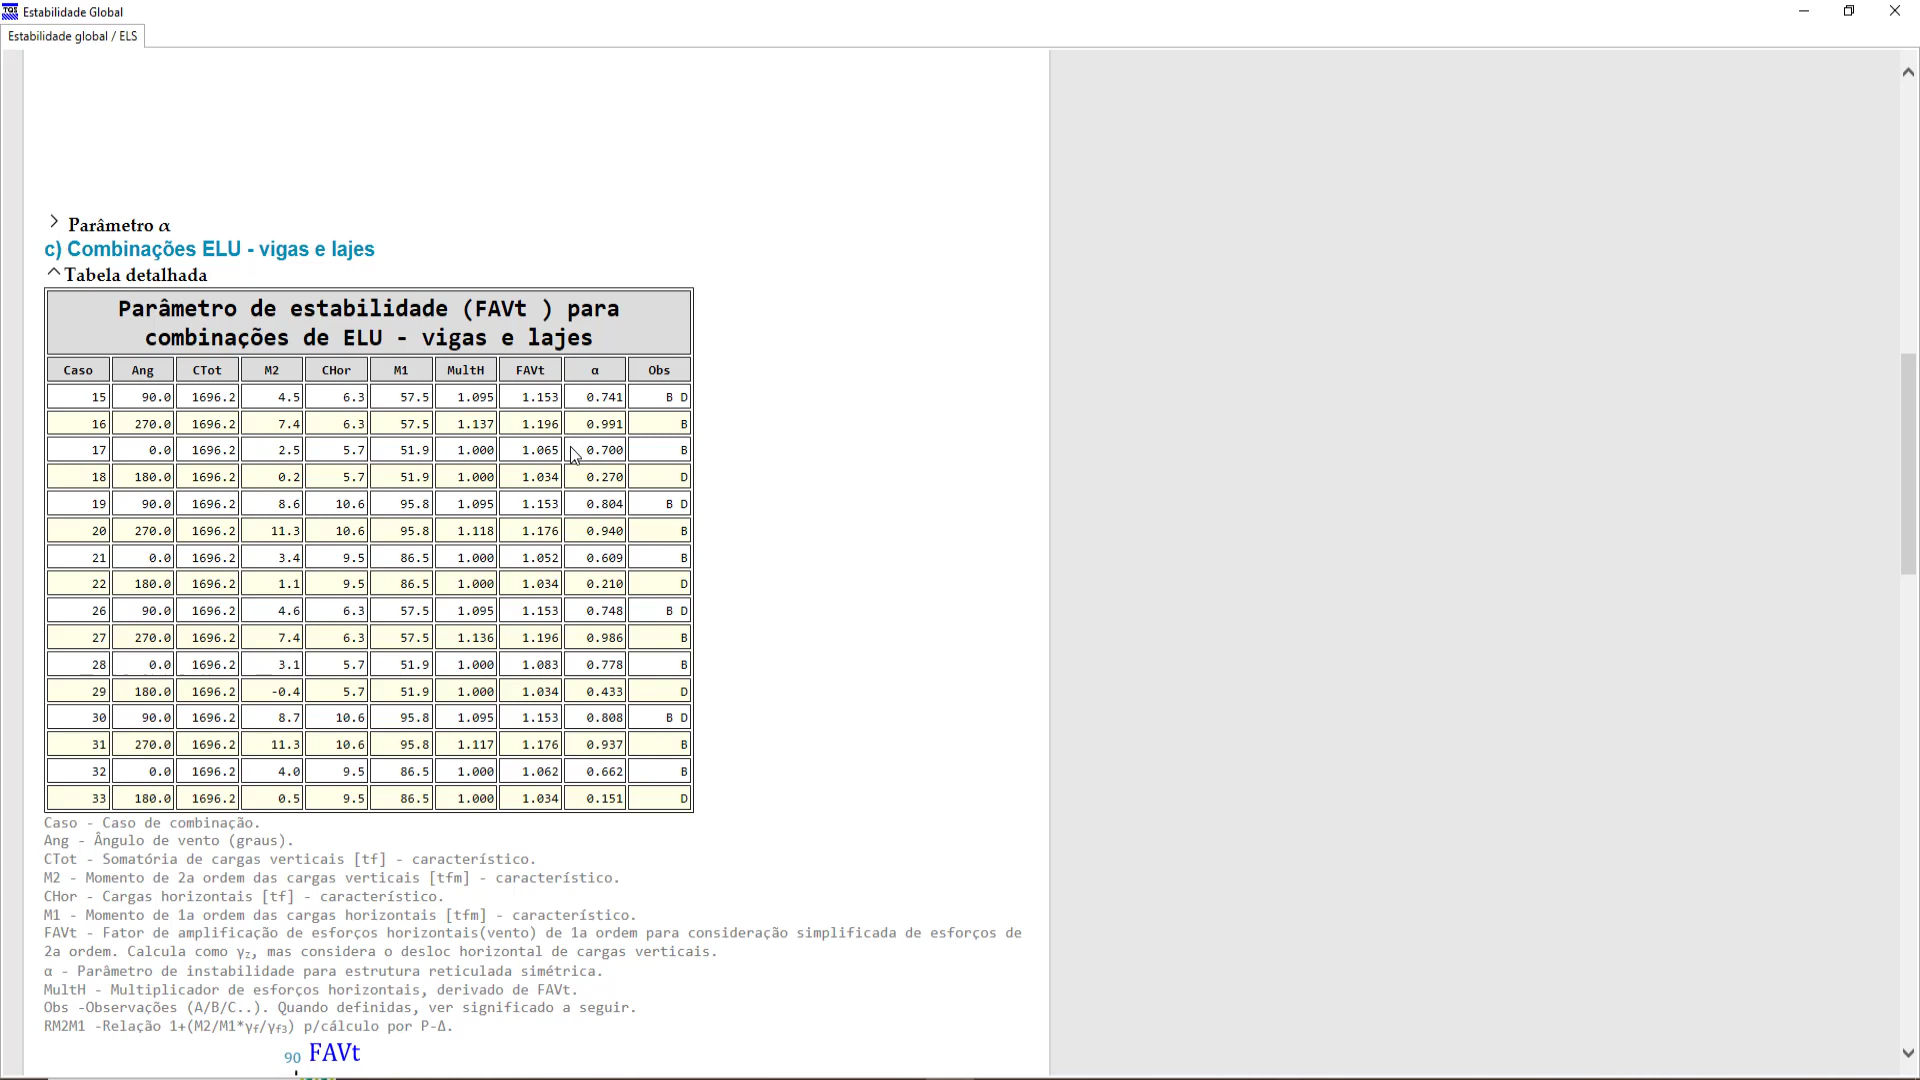 TQS Estabilidade Global
Estabilidade global / ELS
Parâmetro α
c) Combinações ELU - vigas e lajes
Tabela detalhada
Parâmetro de estabilidade (FAVt ) para
combinações de ELU - vigas e lajes
Caso Ang CTot M2 CHor M1 MultH FAVt α Obs
15 90.0 1696.2 4.5 6.3 57.5 1.095 1.153 0.741 B D
16 270.0 1696.2 7.4 6.3 57.5 1.137 1.196 0.991 B
17 0.0 1696.2 2.5 5.7 51.9 1.000 1.065 0.700 B
18 180.0 1696.2 0.2 5.7 51.9 1.000 1.034 0.270 D
19 90.0 1696.2 8.6 10.6 95.8 1.095 1.153 0.804 B D
20 270.0 1696.2 11.3 10.6 95.8 1.118 1.176 0.940 B
21 0.0 1696.2 3.4 9.5 86.5 1.000 1.052 0.609 B
22 180.0 1696.2 1.1 9.5 86.5 1.000 1.034 0.210 D
26 90.0 1696.2 4.6 6.3 57.5 1.095 1.153 0.748 B D
27 270.0 1696.2 7.4 6.3 57.5 1.136 1.196 0.986 B
28 0.0 1696.2 3.1 5.7 51.9 1.000 1.083 0.778 B
29 180.0 1696.2 -0.4 5.7 51.9 1.000 1.034 0.433 D
30 90.0 1696.2 8.7 10.6 95.8 1.095 1.153 0.808 B D
31 270.0 1696.2 11.3 10.6 95.8 1.117 1.176 0.937 B
32 0.0 1696.2 4.0 9.5 86.5 1.000 1.062 0.662 B
33 180.0 1696.2 0.5 9.5 86.5 1.000 1.034 0.151 D
Caso - Caso de combinação.
Ang - Ângulo de vento (graus).
CTot - Somatória de cargas verticais [tf] - característico.
M2 - Momento de 2a ordem das cargas verticais [tfm] - característico.
CHor - Cargas horizontais [tf] - característico.
M1 - Momento de 1a ordem das cargas horizontais [tfm] - característico.
FAVt - Fator de amplificação de esforços horizontais(vento) de 1a ordem para consideração simplificada de esforços de
2a ordem. Calcula como γz, mas considera o desloc horizontal de cargas verticais.
α - Parâmetro de instabilidade para estrutura reticulada simétrica.
MultH - Multiplicador de esforços horizontais, derivado de FAVt.
Obs -Observações (A/B/C..). Quando definidas, ver significado a seguir.
RM2M1 -Relação 1+(M2/M1*γf/γf3) p/cálculo por P-Δ.
90 FAVt